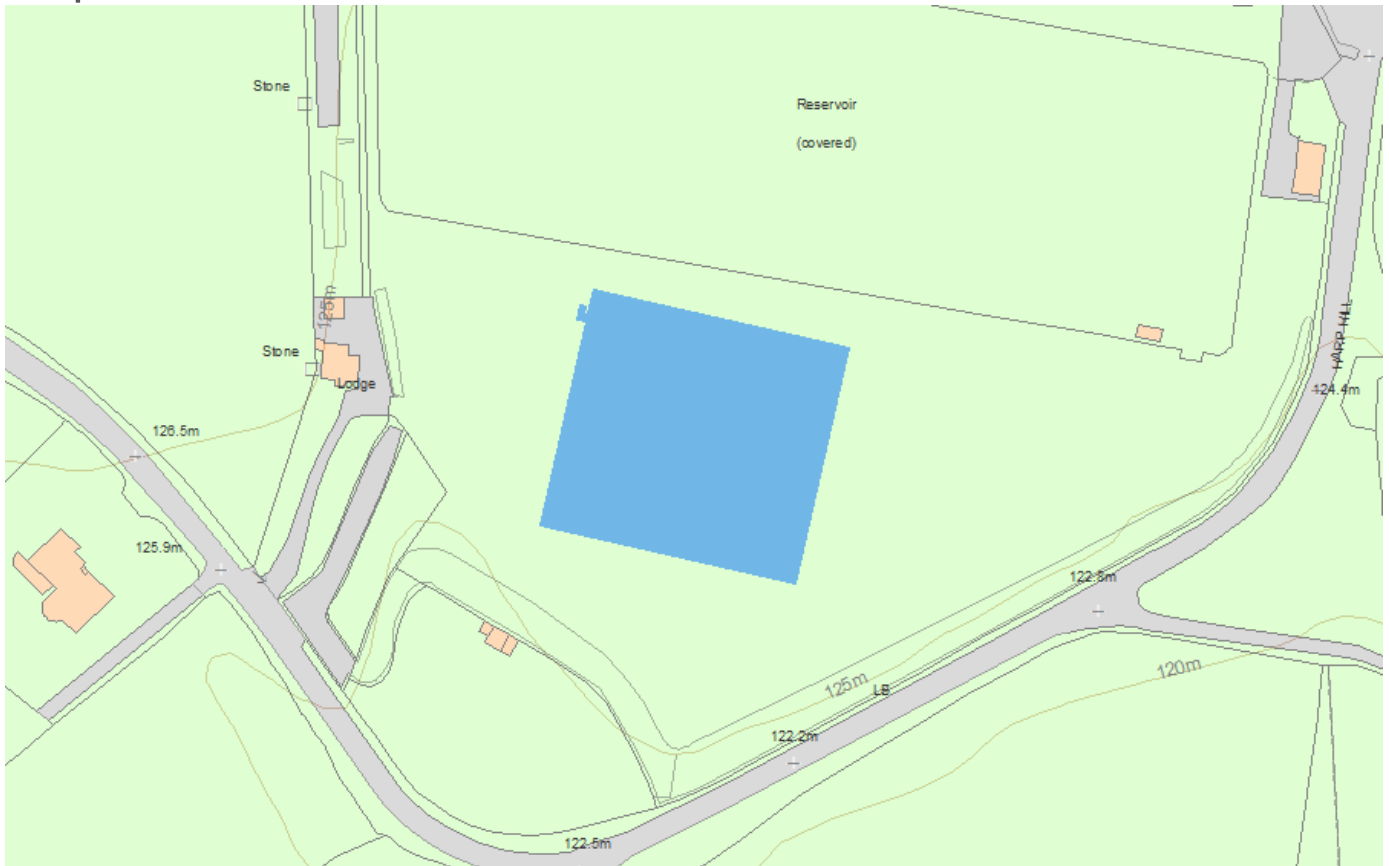 Stone
Reservoir
(covered)
125m
HARP HILL
Stone
Lodge
124.4m
126.5m
125.9m
122.8m
120m
125m
LB
122.2m
122.5m